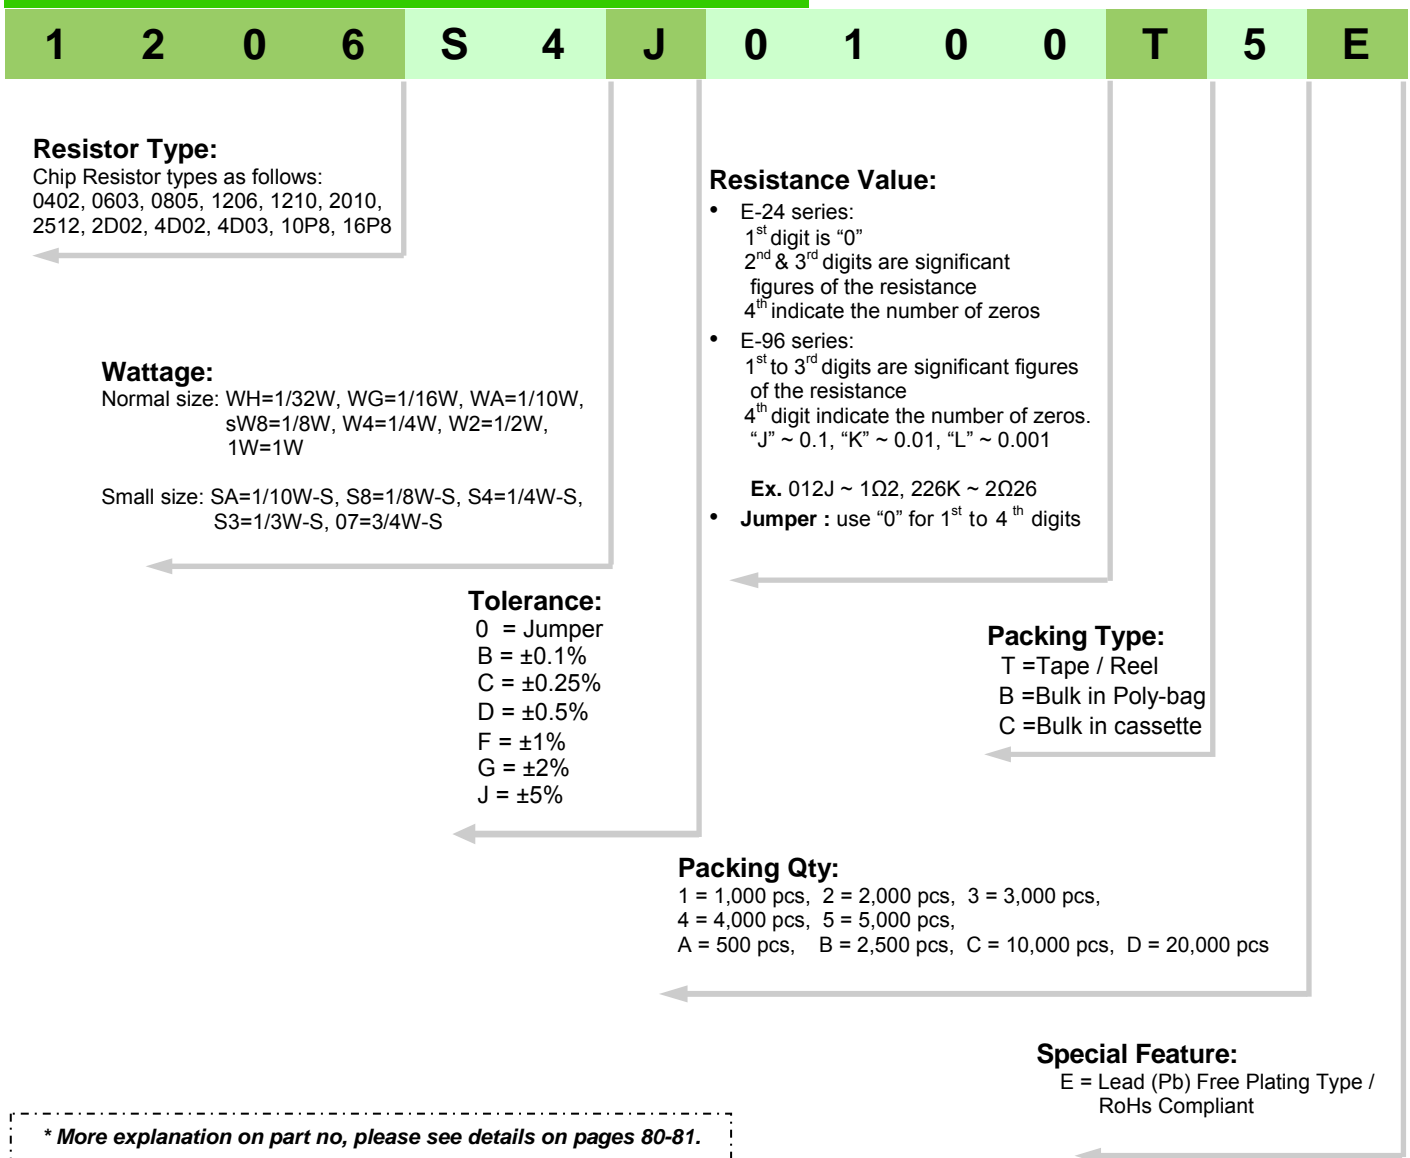 1 2 0 6 S 4 J 0 1 0 0 T 5 E
Resistor Type:
Chip Resistor types as follows:
0402, 0603, 0805, 1206, 1210, 2010,
2512, 2D02, 4D02, 4D03, 10P8, 16P8
Wattage:
Normal size: WH=1/32W, WG=1/16W, WA=1/10W,
sW8=1/8W, W4=1/4W, W2=1/2W,
1W=1W
Small size: SA=1/10W-S, S8=1/8W-S, S4=1/4W-S,
S3=1/3W-S, 07=3/4W-S
Resistance Value:
• E-24 series:
1st digit is “0”
2nd & 3rd digits are significant
figures of the resistance
4th indicate the number of zeros
• E-96 series:
1st to 3rd digits are significant figures
of the resistance
4th digit indicate the number of zeros.
“J” ~ 0.1, “K” ~ 0.01, “L” ~ 0.001
Ex. 012J ~ 1Ω2, 226K ~ 2Ω26
• Jumper : use “0” for 1st to 4 th digits
Tolerance:
0 = Jumper
B = ±0.1%
C = ±0.25%
D = ±0.5%
F = ±1%
G = ±2%
J = ±5%
Packing Type:
T =Tape / Reel
B =Bulk in Poly-bag
C =Bulk in cassette
Packing Qty:
1 = 1,000 pcs, 2 = 2,000 pcs, 3 = 3,000 pcs,
4 = 4,000 pcs, 5 = 5,000 pcs,
A = 500 pcs, B = 2,500 pcs, C = 10,000 pcs, D = 20,000 pcs
Special Feature:
E = Lead (Pb) Free Plating Type /
RoHs Compliant
* More explanation on part no, please see details on pages 80-81.